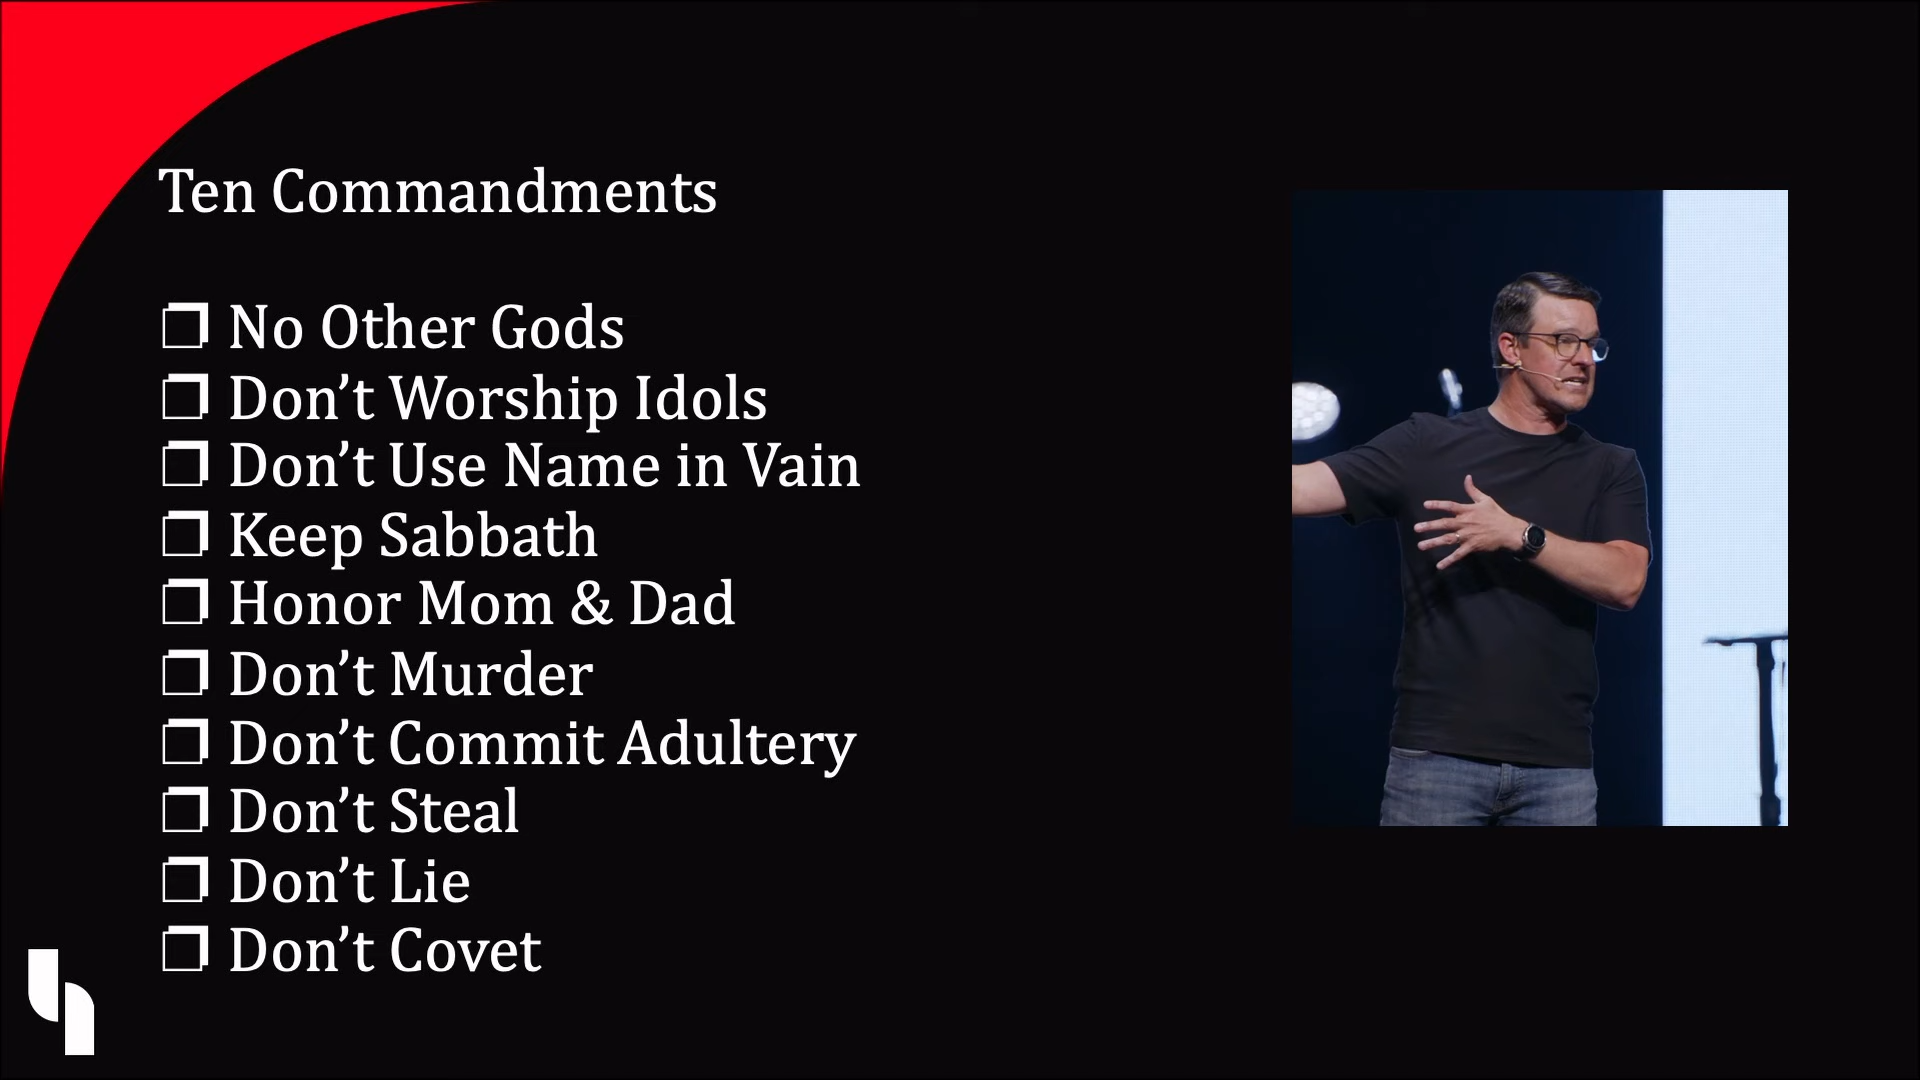 Ten Commandments
❒ No Other Gods
❒ Don’t Worship Idols
❒ Don’t Use Name in Vain
❒ Keep Sabbath
❒ Honor Mom & Dad
❒ Don’t Murder
❒ Don’t Commit Adultery
❒ Don’t Steal
❒ Don’t Lie
❒ Don’t Covet